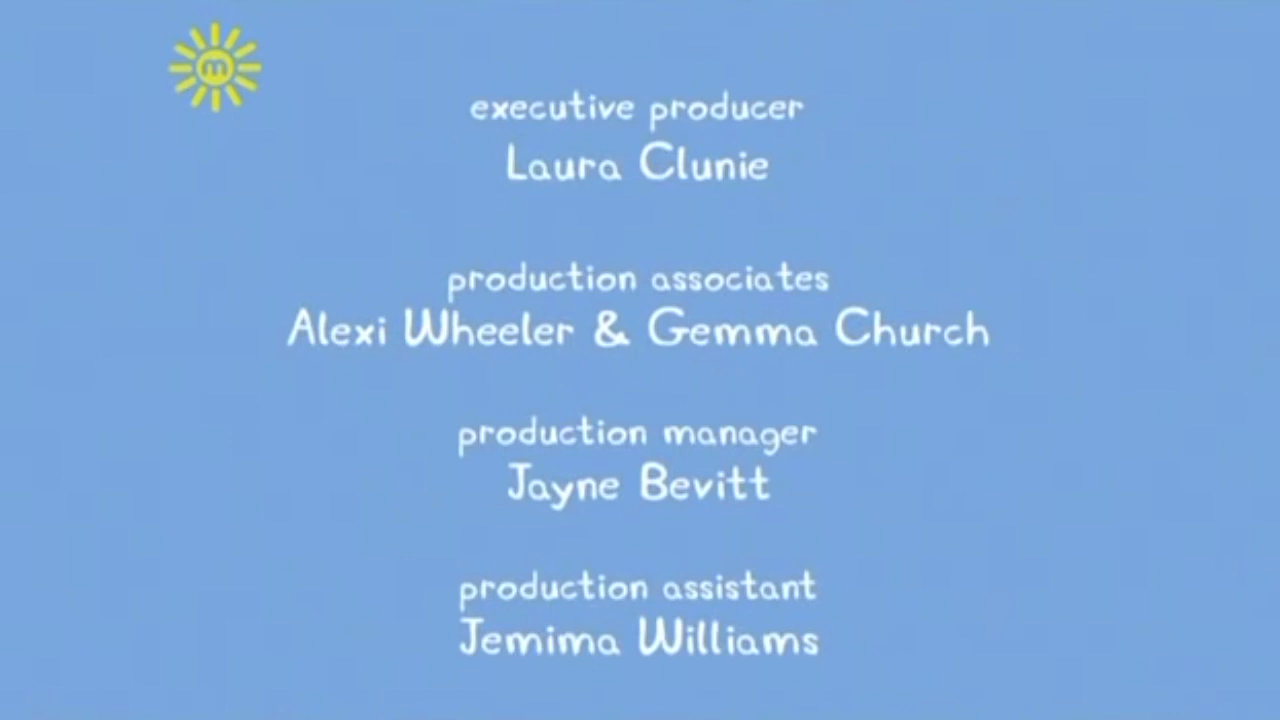 m
executive producer
Laura Clunie
production associates
Alexi Wheeler & Gemma Church
production manager
Jayne Bevitt
production assistant
Jemima Williams